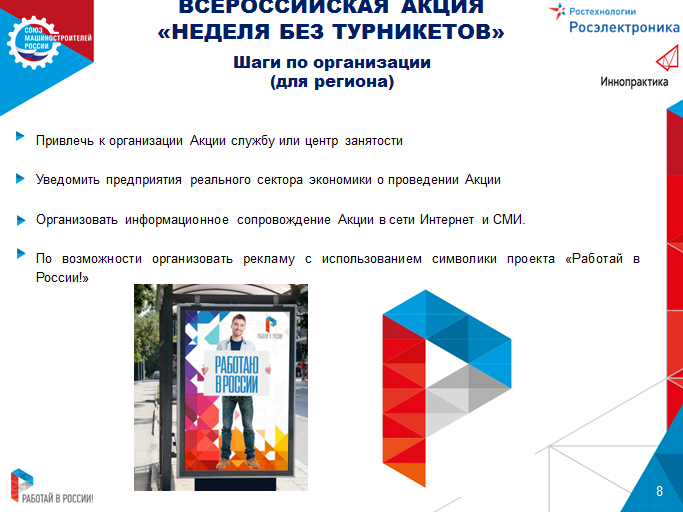 СОЮЗ
МАШИНОСТРОИТЕЛЕЙ
РОССИИ
ВСЕРОССИЙСКАЯ АКЦИЯ
«НЕДЕЛЯ БЕЗ ТУРНИКЕТОВ»
Шаги по организации
(для региона)
Ростехнологии
Росэлектроника
Иннопрактика
Привлечь к организации Акции службу или центр занятости
Уведомить предприятия реального сектора экономики о проведении Акции
Организовать информационное сопровождение Акции в сети Интернет и СМИ.
По возможности организовать рекламу с использованием символики проекта «Работай в
России!»
РАБОТАЙ В РОССИИ!
РАБОТАЮ
В РОССИИ
РАБОТАЙ В РОССИИ!
8